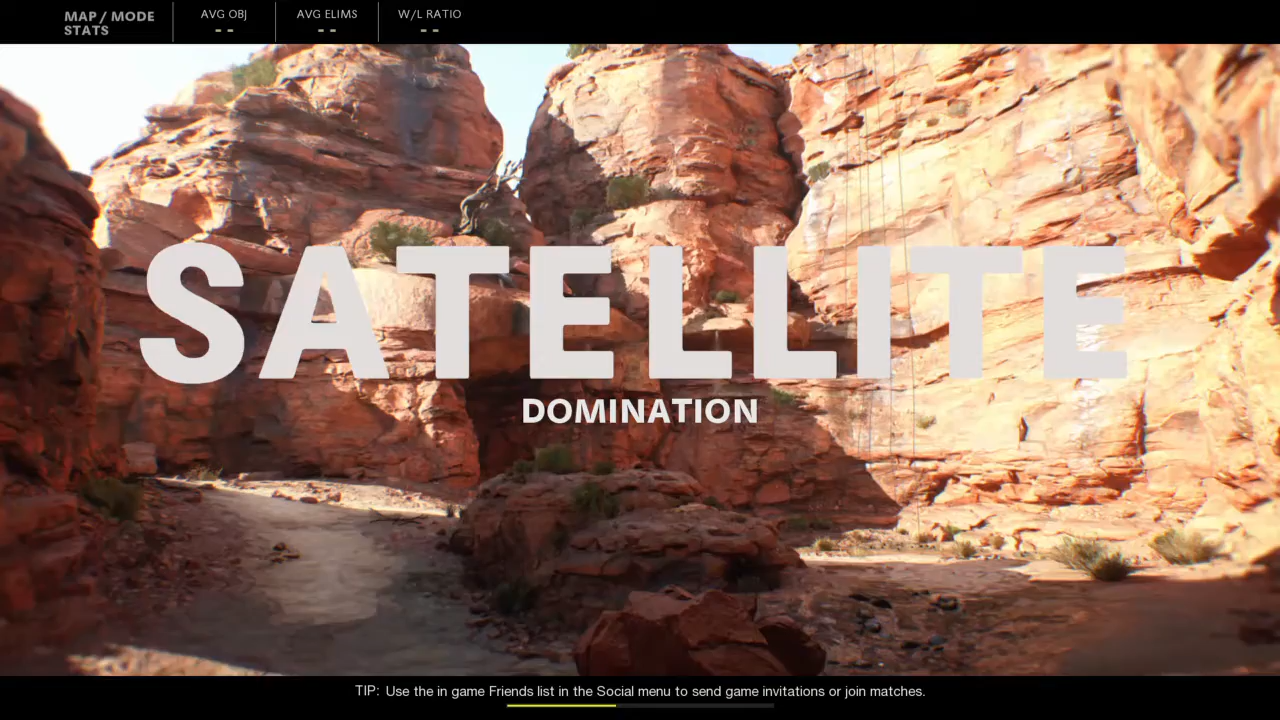 MAP / MODE
STATS
AVG OBJ
- -
AVG ELIMS
- -
W/L RATIO
- -
SATELLITE
DOMINATION
TIP: Use the in game Friends list in the Social menu to send game invitations or join matches.